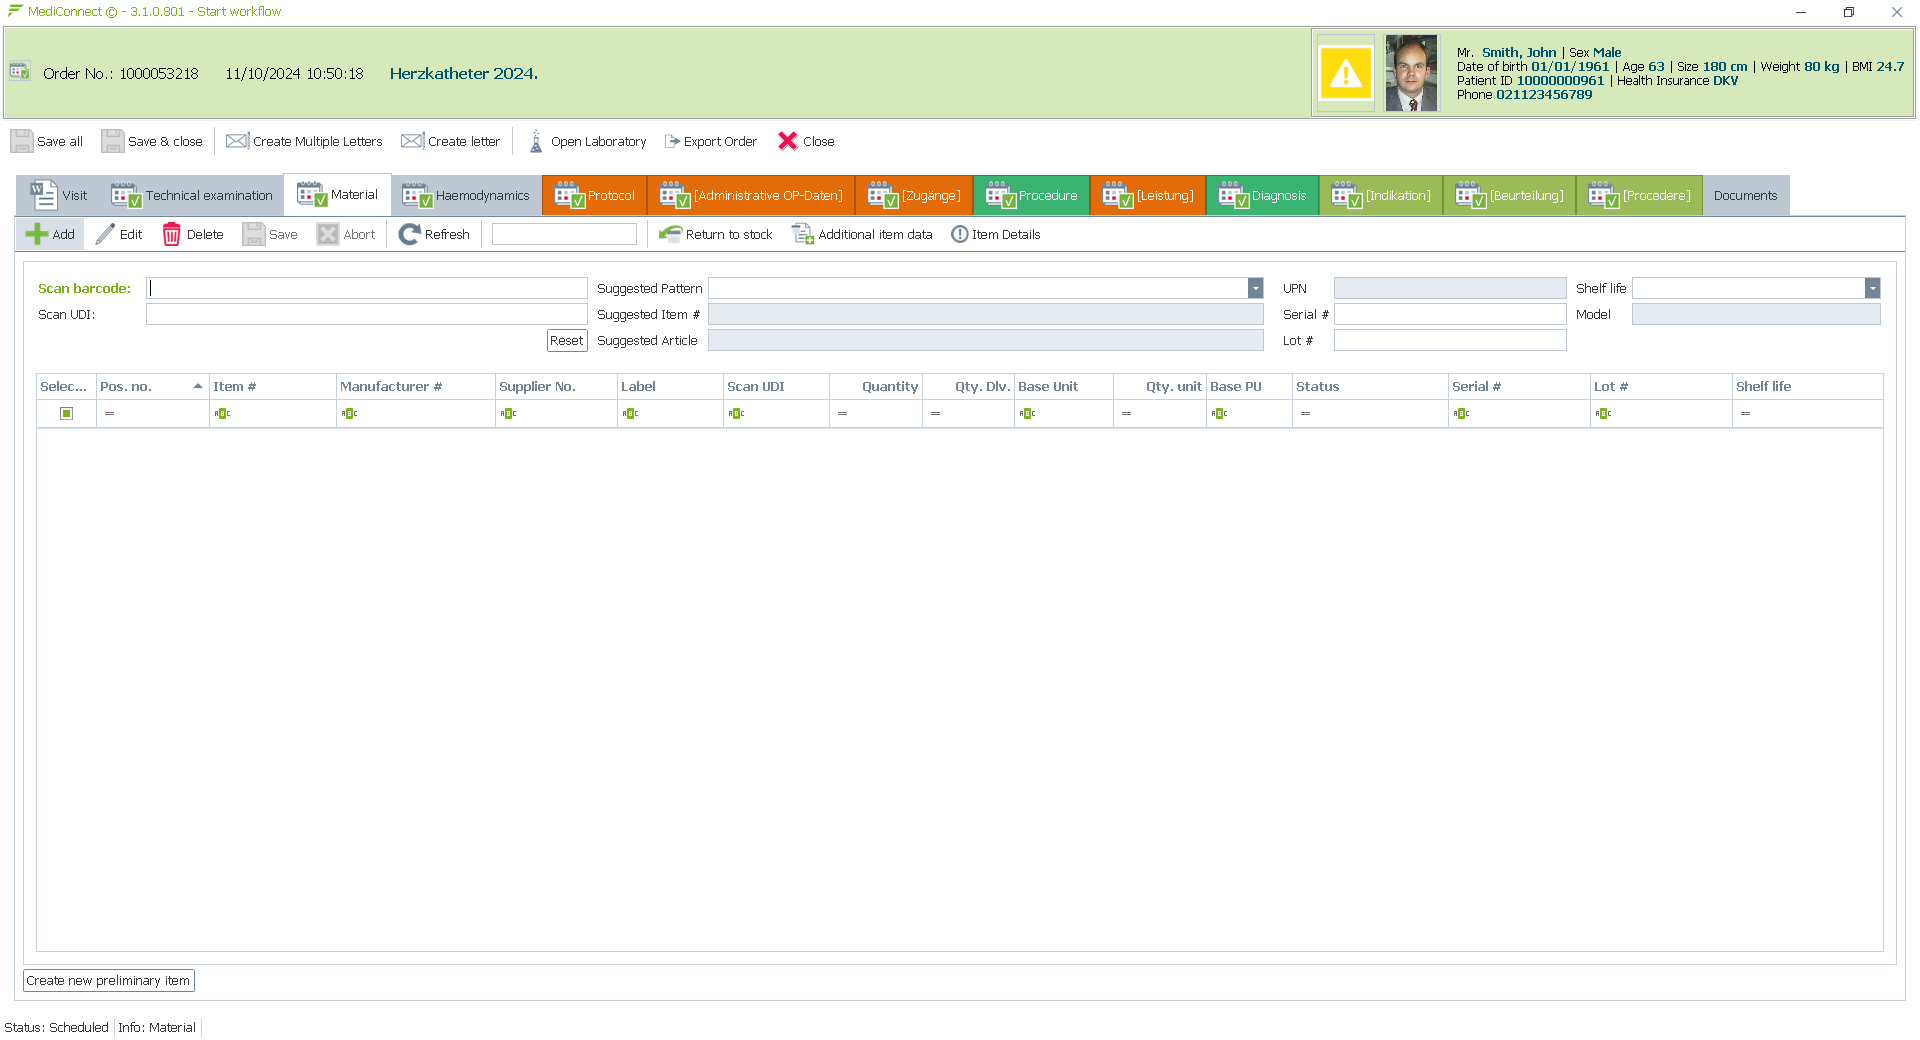 MediConnect © - 3.1.0.801 - Start workflow
Order No.: 1000053218 11/10/2024 10:50:18 Herzkatheter 2024.
Mr. Smith, John | Sex Male
Date of birth 01/01/1961 | Age 63 | Size 180 cm | Weight 80 kg | BMI 24.7
Patient ID 10000000961 | Health Insurance DKV
Phone 021123456789
Save all Save & close Create Multiple Letters Create letter Open Laboratory Export Order Close
Visit Technical examination Material Haemodynamics Protocol [Administrative OP-Daten] [Zugänge] Procedure [Leistung] Diagnosis [Indikation] [Beurteilung] [Procedere] Documents
Add Edit Delete Save Abort Refresh Return to stock Additional item data Item Details
Scan barcode: Suggested Pattern UPN Shelf life
Scan UDI: Suggested Item # Serial # Model
Reset Suggested Article Lot #
Selec... Pos. no. Item # Manufacturer # Supplier No. Label Scan UDI Quantity Qty. Dlv. Base Unit Qty. unit Base PU Status Serial # Lot # Shelf life
= ABC ABC ABC ABC ABC = = ABC = ABC = ABC ABC =
Create new preliminary item
Status: Scheduled Info: Material